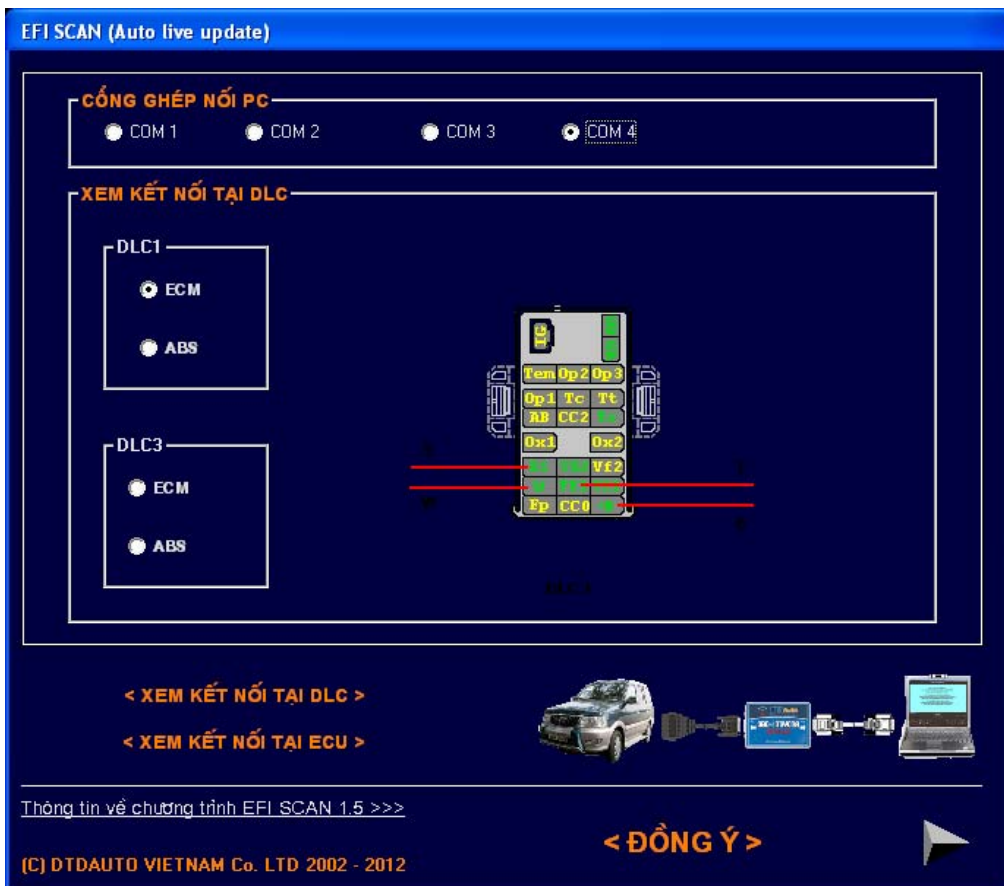 EFI SCAN (Auto live update)
CỔNG GHÉP NỐI PC
COM 1 COM 2 COM 3 COM 4
XEM KẾT NỐI TẠI DLC
DLC1
ECM
ABS
IG
Tem Op2 Op3
Op1 Tc Tt
AB CC2
Ox1 Ox2
Vf2
Fp CC0
DLC3
ECM
ABS
< XEM KẾT NỐI TẠI DLC >
< XEM KẾT NỐI TẠI ECU >
Thông tin về chương trình EFI SCAN 1.5 >>>
< ĐỒNG Ý >
(C) DTDAUTO VIETNAM Co. LTD 2002 - 2012